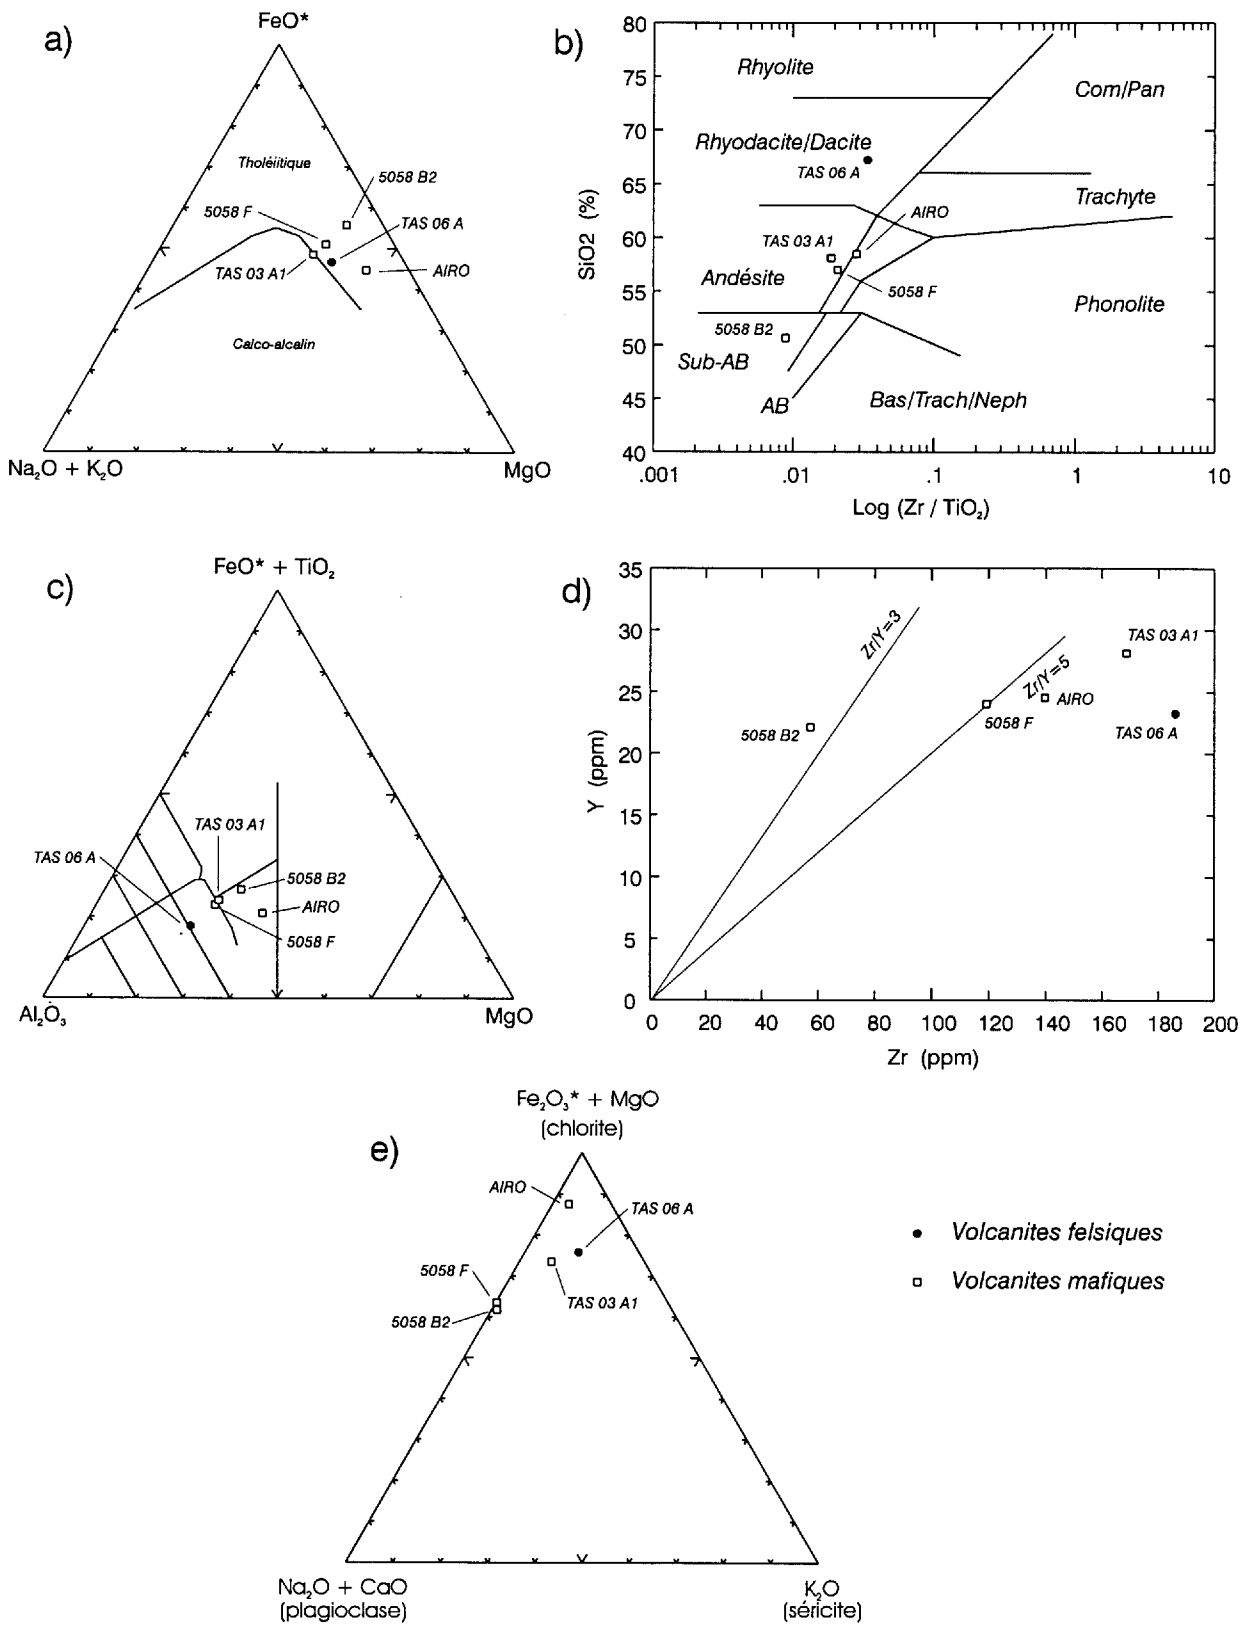 a)
FeO*
Tholéiitique
5058 B2
5058 F
TAS 06 A
TAS 03 A1
AIRO
Calco-alcalin
Na₂O + K₂O
MgO
b)
80
75
70
65
60
55
50
45
40
SiO2 (%)
Rhyolite
Com/Pan
Rhyodacite/Dacite
TAS 06 A
Trachyte
AIRO
TAS 03 A1
Andésite
5058 F
Phonolite
5058 B2
Sub-AB
AB
Bas/Trach/Neph
.001
.01
.1
1
10
Log (Zr / TiO₂)
c)
FeO* + TiO₂
TAS 03 A1
TAS 06 A
5058 B2
AIRO
5058 F
Al₂O₃
MgO
d)
35
30
25
20
15
10
5
0
Y (ppm)
Zr/Y=3
Zr/Y=5
TAS 03 A1
AIRO
5058 F
5058 B2
TAS 06 A
0
20
40
60
80
100
120
140
160
180
200
Zr (ppm)
e)
Fe₂O₃* + MgO
(chlorite)
AIRO
TAS 06 A
5058 F
TAS 03 A1
5058 B2
Na₂O + CaO
(plagioclase)
K₂O
(séricite)
Volcanites felsiques
Volcanites mafiques